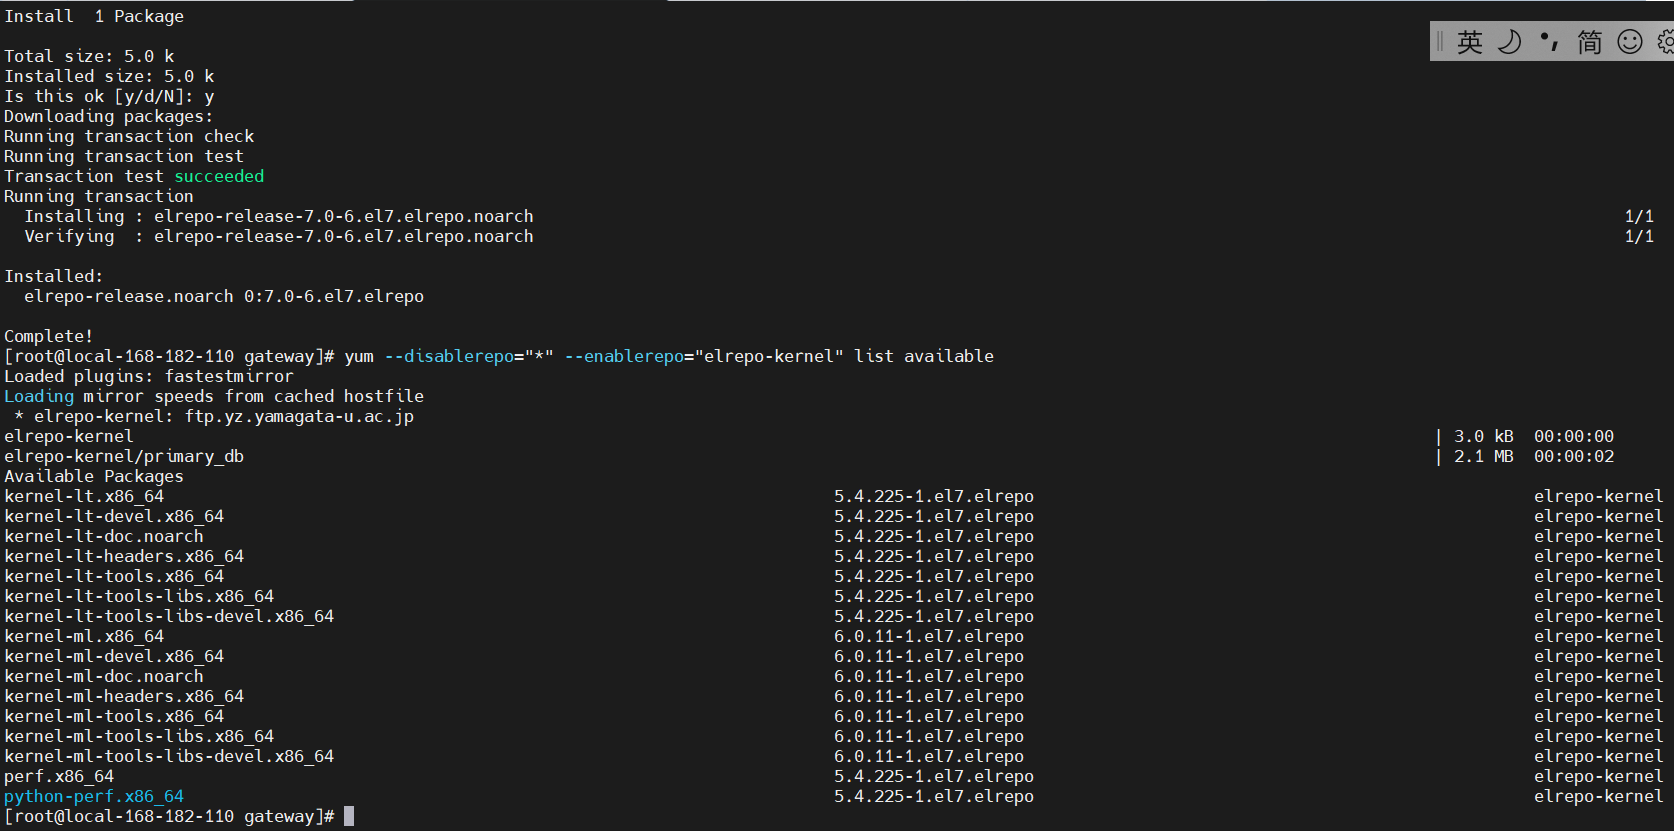 Install  1 Package
Total size: 5.0 k
英 簡
Installed size: 5.0 k
Is this ok [y/d/N]: y
Downloading packages:
Running transaction check
Running transaction test
Transaction test succeeded
Running transaction
  Installing : elrepo-release-7.0-6.el7.elrepo.noarch 1/1
  Verifying  : elrepo-release-7.0-6.el7.elrepo.noarch 1/1
Installed:
  elrepo-release.noarch 0:7.0-6.el7.elrepo
Complete!
[root@local-168-182-110 gateway]# yum --disablerepo="*" --enablerepo="elrepo-kernel" list available
Loaded plugins: fastestmirror
Loading mirror speeds from cached hostfile
 * elrepo-kernel: ftp.yz.yamagata-u.ac.jp
elrepo-kernel | 3.0 kB  00:00:00
elrepo-kernel/primary_db | 2.1 MB  00:00:02
Available Packages
kernel-lt.x86_64 5.4.225-1.el7.elrepo elrepo-kernel
kernel-lt-devel.x86_64 5.4.225-1.el7.elrepo elrepo-kernel
kernel-lt-doc.noarch 5.4.225-1.el7.elrepo elrepo-kernel
kernel-lt-headers.x86_64 5.4.225-1.el7.elrepo elrepo-kernel
kernel-lt-tools.x86_64 5.4.225-1.el7.elrepo elrepo-kernel
kernel-lt-tools-libs.x86_64 5.4.225-1.el7.elrepo elrepo-kernel
kernel-lt-tools-libs-devel.x86_64 5.4.225-1.el7.elrepo elrepo-kernel
kernel-ml.x86_64 6.0.11-1.el7.elrepo elrepo-kernel
kernel-ml-devel.x86_64 6.0.11-1.el7.elrepo elrepo-kernel
kernel-ml-doc.noarch 6.0.11-1.el7.elrepo elrepo-kernel
kernel-ml-headers.x86_64 6.0.11-1.el7.elrepo elrepo-kernel
kernel-ml-tools.x86_64 6.0.11-1.el7.elrepo elrepo-kernel
kernel-ml-tools-libs.x86_64 6.0.11-1.el7.elrepo elrepo-kernel
kernel-ml-tools-libs-devel.x86_64 6.0.11-1.el7.elrepo elrepo-kernel
perf.x86_64 5.4.225-1.el7.elrepo elrepo-kernel
python-perf.x86_64 5.4.225-1.el7.elrepo elrepo-kernel
[root@local-168-182-110 gateway]#